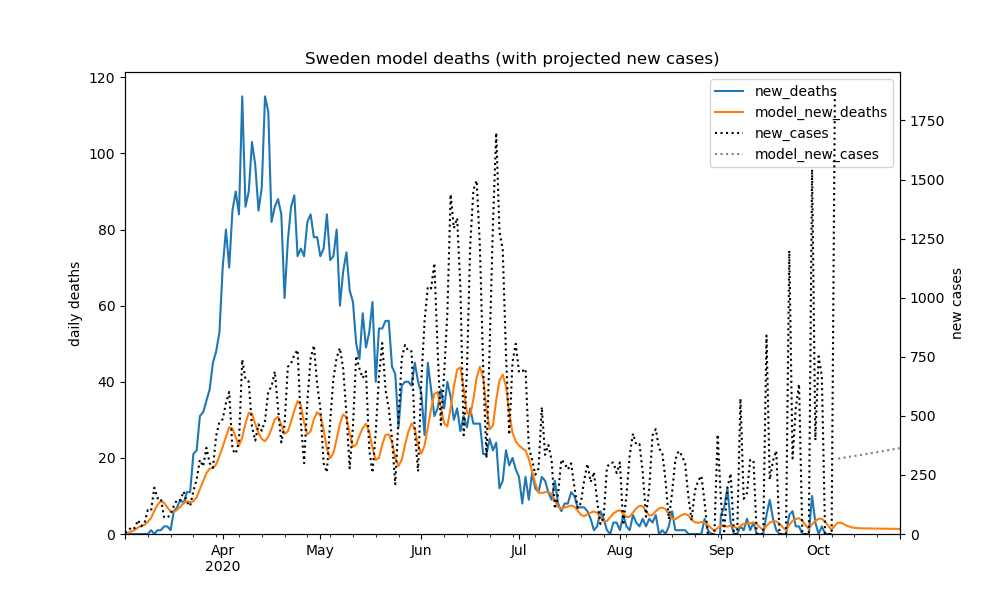 Sweden model deaths (with projected new cases)
new_deaths
model_new_deaths
new_cases
model_new_cases
120
100
80
60
40
20
0
daily deaths
1750
1500
1250
1000
750
500
250
0
new cases
Apr
2020
May
Jun
Jul
Aug
Sep
Oct